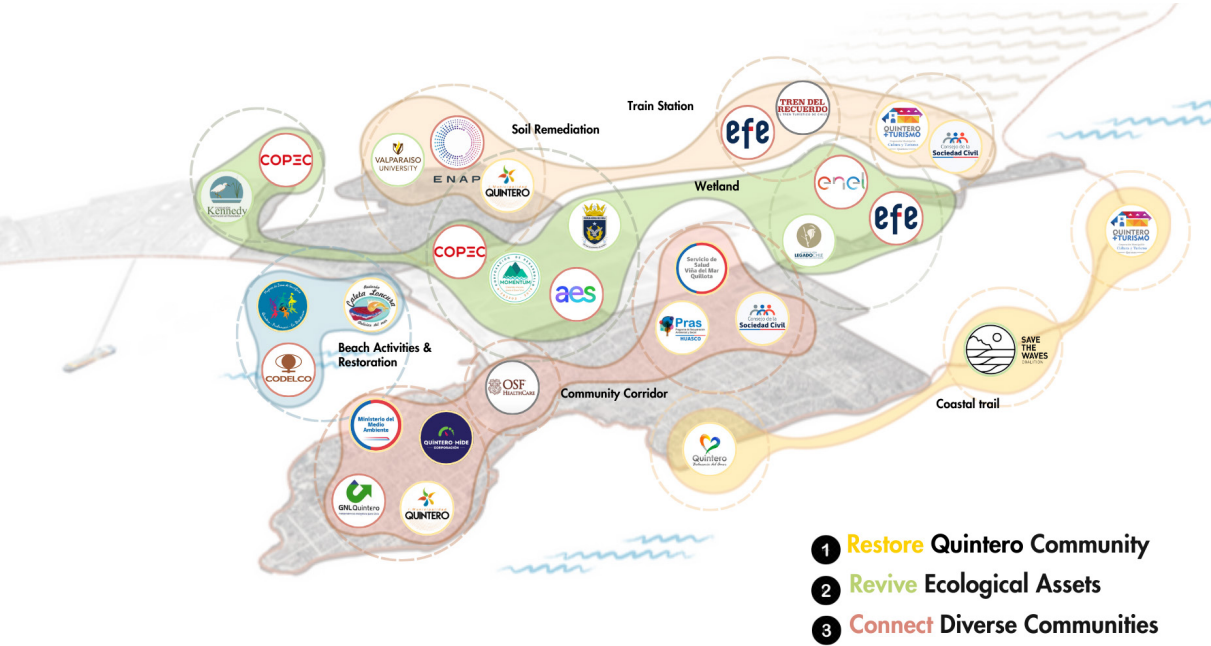 Train Station
TREN DEL
RECUERDO
efe
QUINTERO
+TURISMO
Cultura y Turismo
Consejo de la
Sociedad Civil
Soil Remediation
VALPARAISO
UNIVERSITY
ENAP
QUINTERO
COPEC
Kennedy
Wetland
enel
efe
LEGADO
COPEC
MOMENTUM
aes
Servicio de
Salud
Viña del Mar
Quillota
Pras
HUASCO
Consejo de la
Sociedad Civil
QUINTERO
+TURISMO
Caleta Loncura
CODELCO
Beach Activities &
Restoration
OSF
HEALTHCARE
Community Corridor
SAVE
THE
WAVES
COALITION
Coastal trail
Ministerio del
Medio
Ambiente
QUINTERO MIDE
CORPORACIÓN
GNLQuintero
QUINTERO
Quintero
1 Restore Quintero Community
2 Revive Ecological Assets
3 Connect Diverse Communities